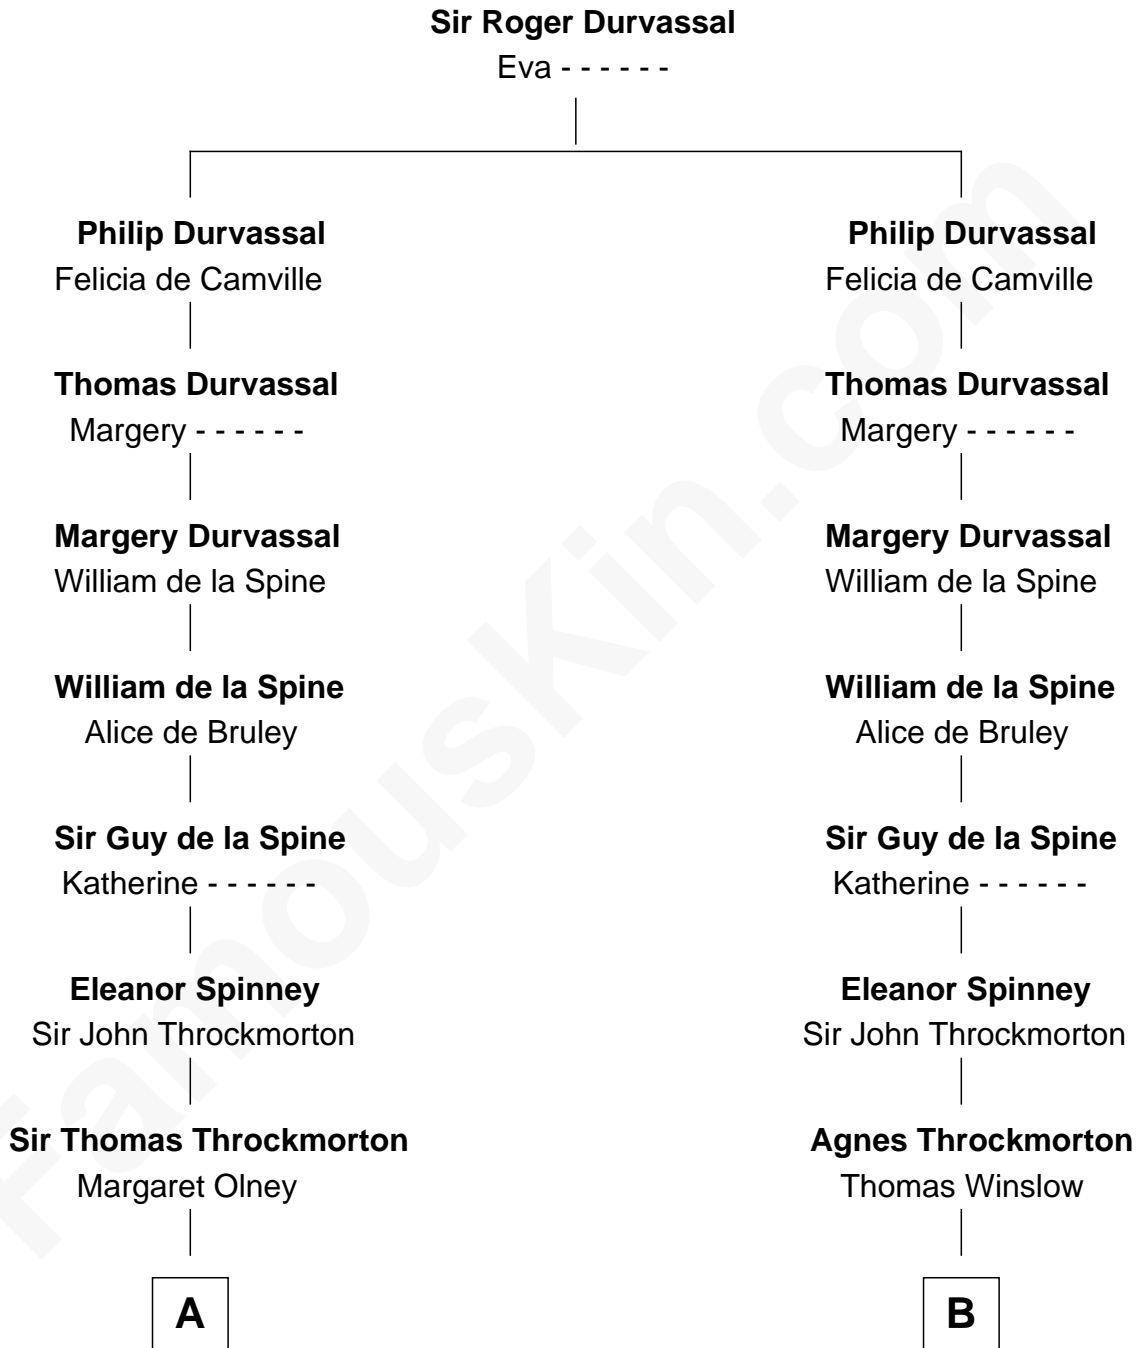 Sir Roger Durvassal
Eva - - - - - -
Philip Durvassal
Felicia de Camville
Thomas Durvassal
Margery - - - - - -
Margery Durvassal
William de la Spine
William de la Spine
Alice de Bruley
Sir Guy de la Spine
Katherine - - - - - -
Eleanor Spinney
Sir John Throckmorton
Sir Thomas Throckmorton
Margaret Olney
A
Philip Durvassal
Felicia de Camville
Thomas Durvassal
Margery - - - - - -
Margery Durvassal
William de la Spine
William de la Spine
Alice de Bruley
Sir Guy de la Spine
Katherine - - - - - -
Eleanor Spinney
Sir John Throckmorton
Agnes Throckmorton
Thomas Winslow
B
FamousKin.com